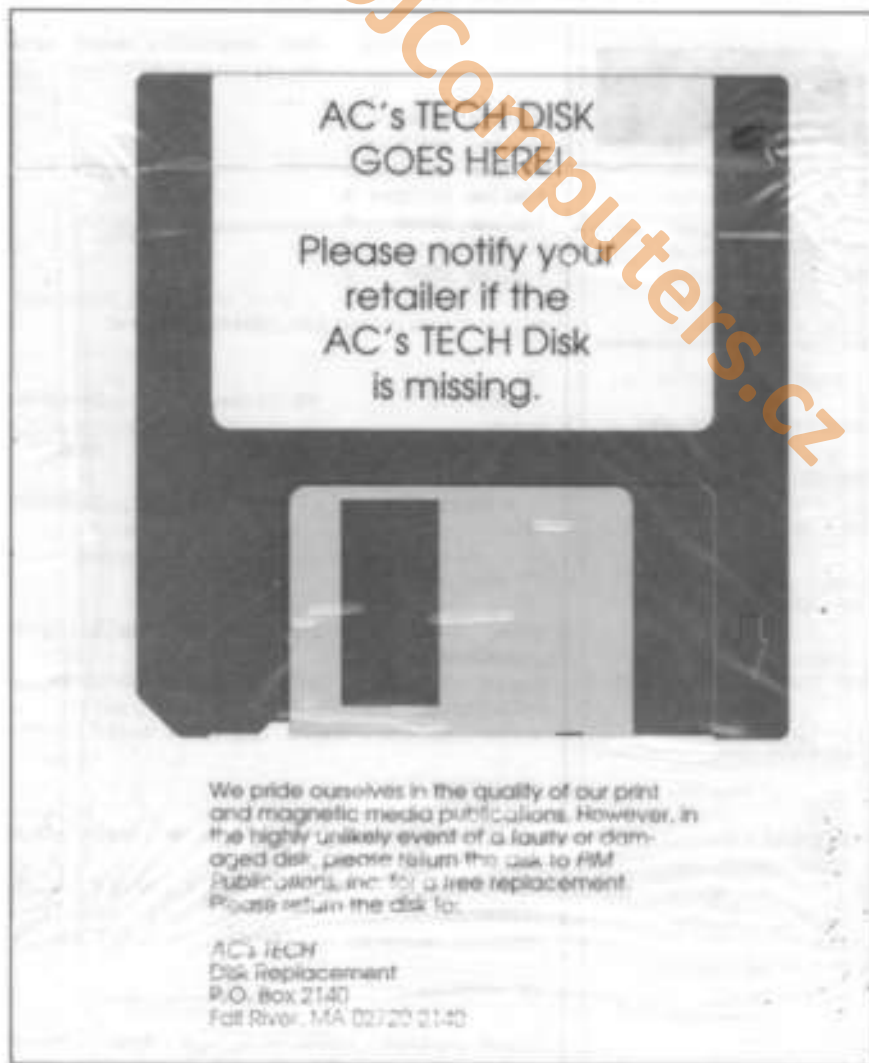 AC's TECH DISK
GOES HERE!
Please notify your
retailer if the
AC's TECH Disk
is missing.
We pride ourselves in the quality of our print
and magnetic media publications. However, in
the highly unlikely event of a faulty or dam-
aged disk, please return the disk to PiM
Publications, Inc. for a free replacement.
Please return the disk to:
AC's TECH
Disk Replacement
P.O. Box 2140
Fall River, MA 02720-2140
Computers.cz